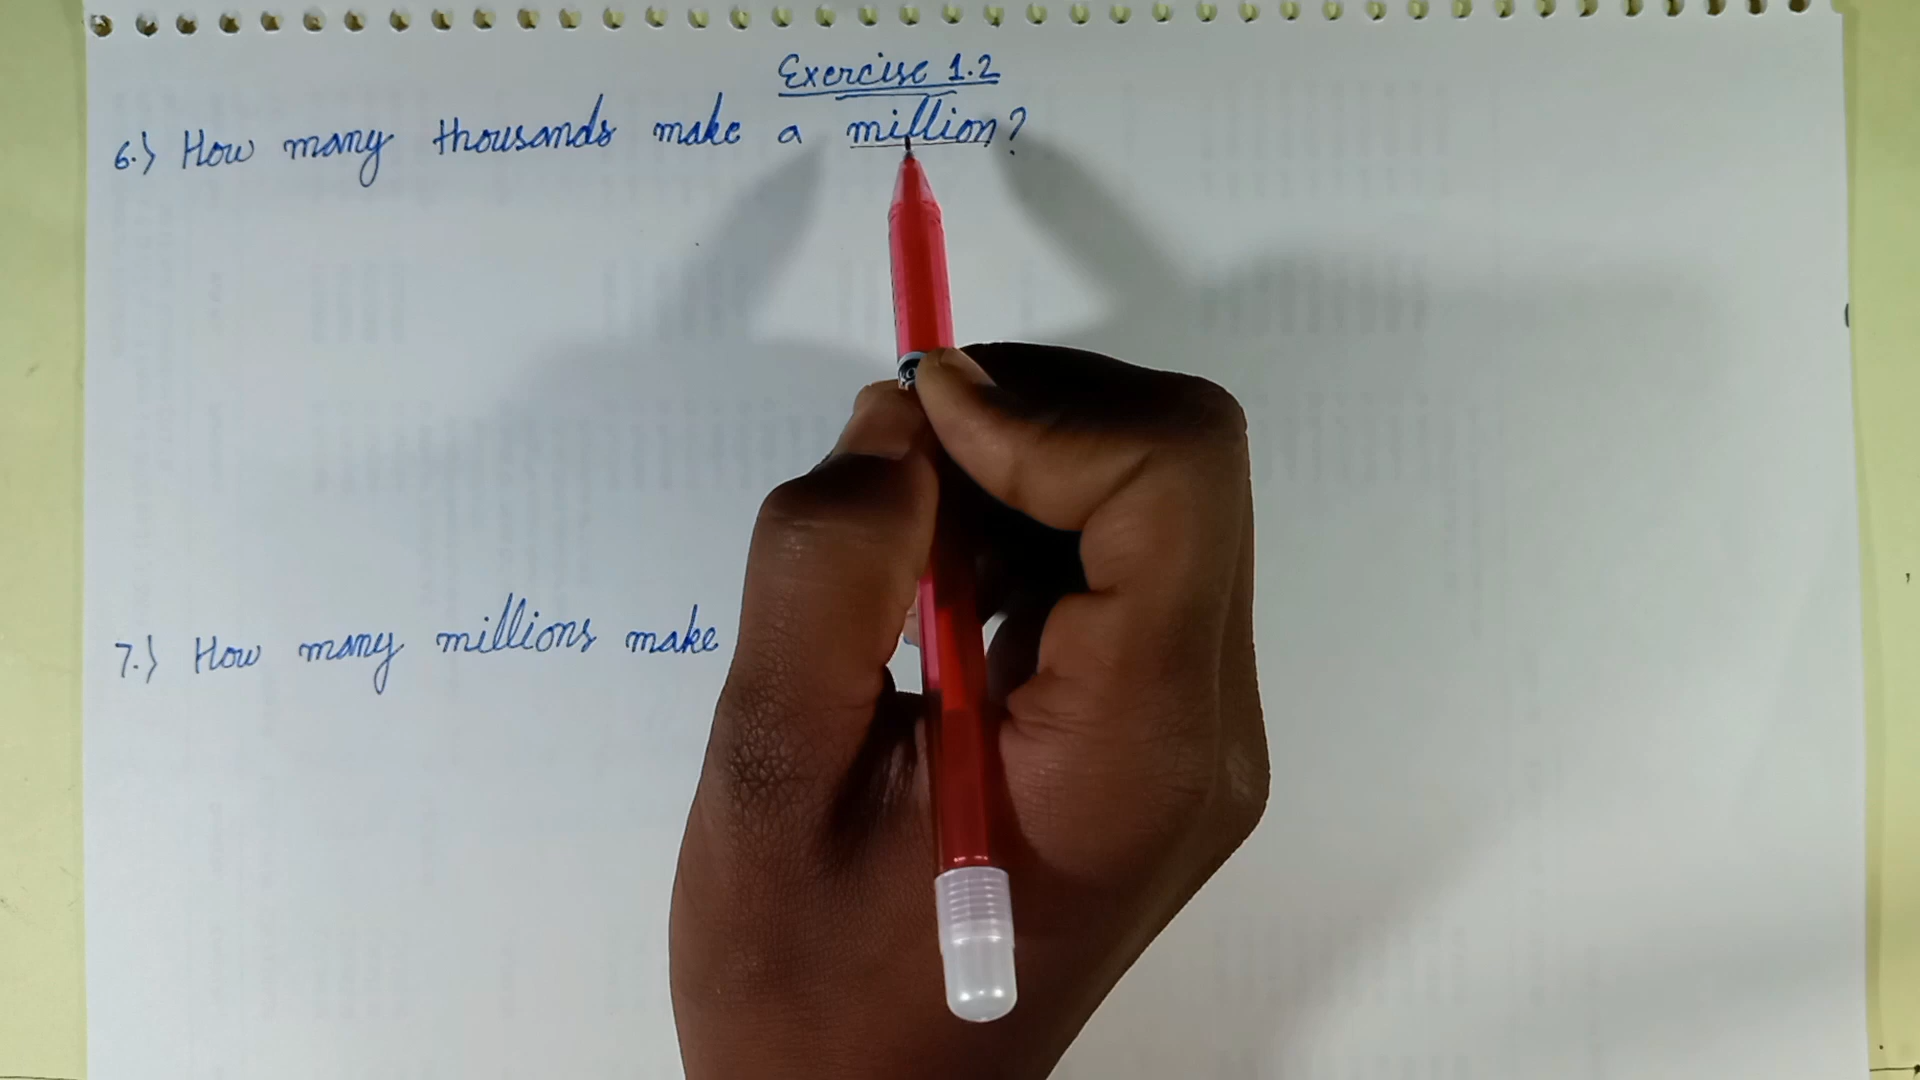 Exercise 1.2
6.) How many thousands make a million?
7.) How many millions make